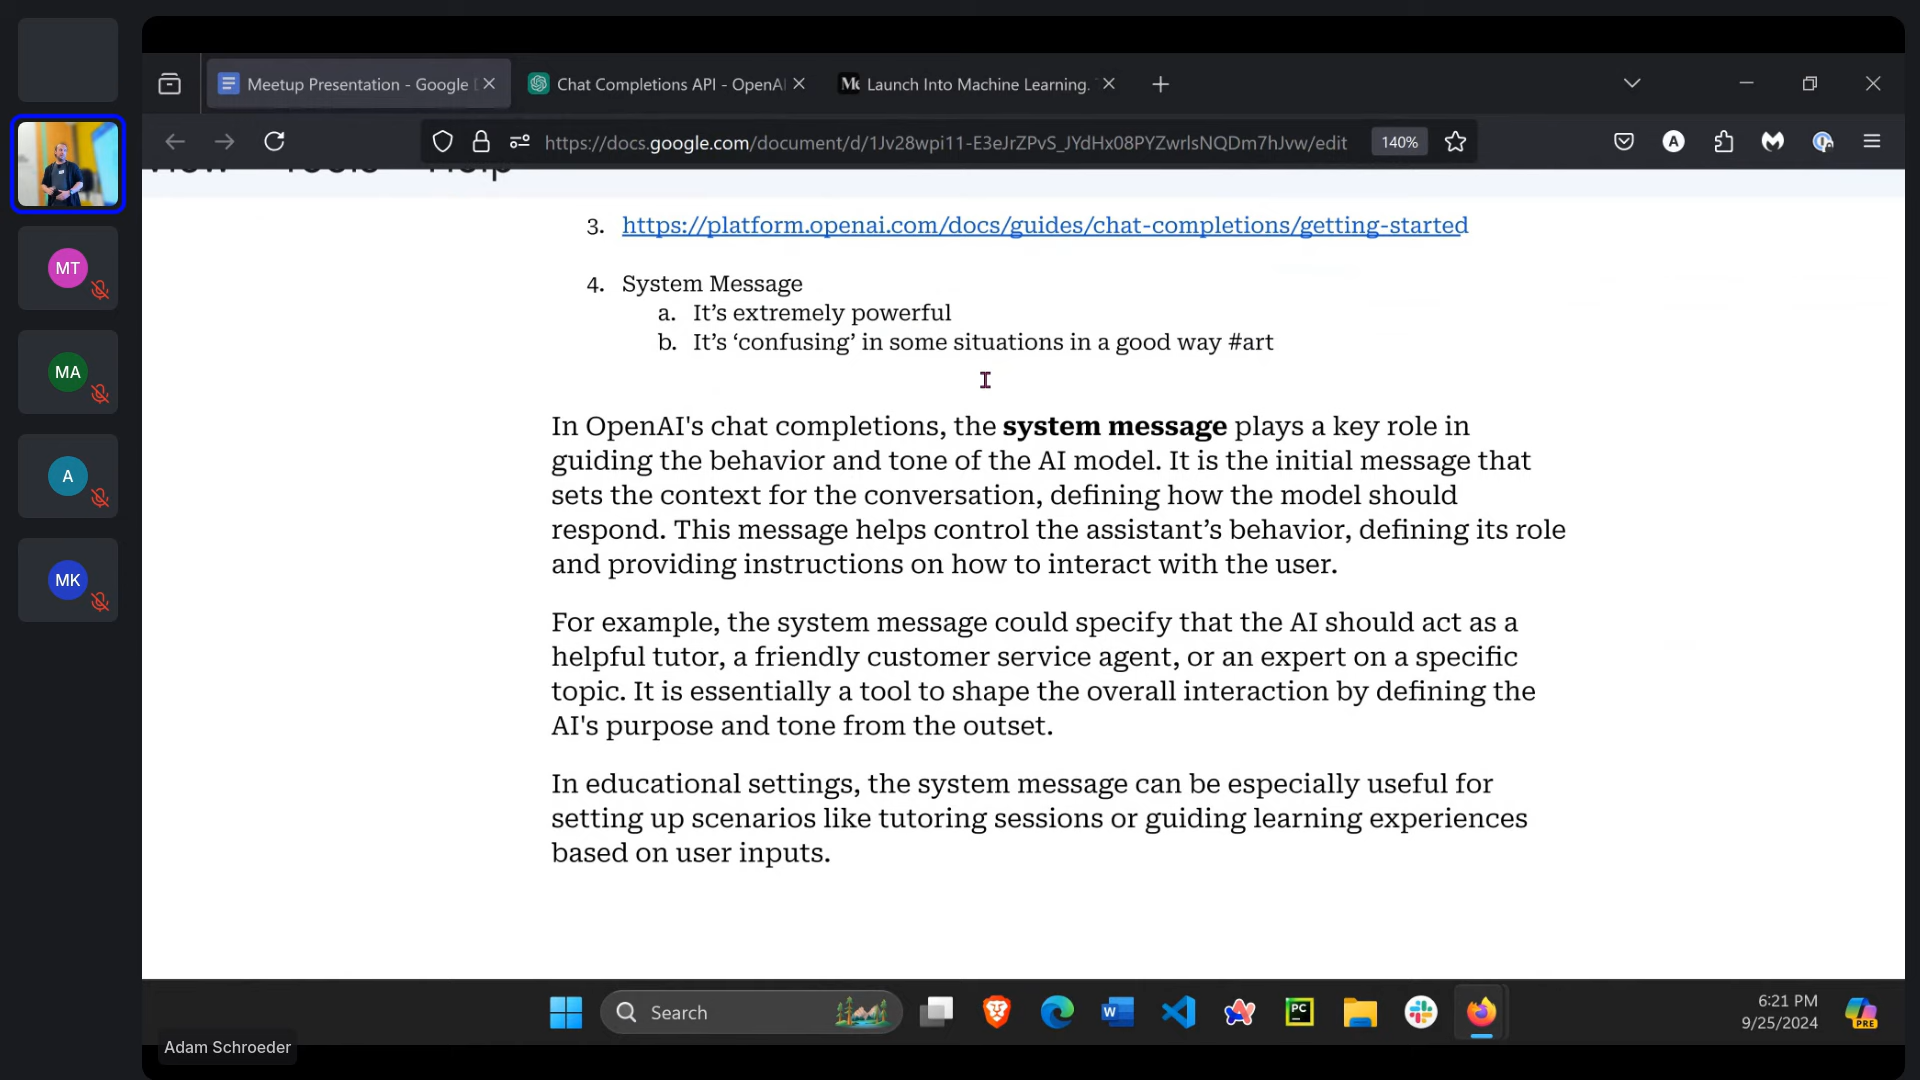 Meetup Presentation - Google
Chat Completions API - OpenA
Launch Into Machine Learning.
https://docs.google.com/document/d/1Jv28wpi11-E3eJrZPvS_JYdHx08PYZwrlsNQDm7hJvw/edit
140%
A
View Tools Help
3. https://platform.openai.com/docs/guides/chat-completions/getting-started
4. System Message
a. It’s extremely powerful
b. It’s ‘confusing’ in some situations in a good way #art
In OpenAI's chat completions, the system message plays a key role in
guiding the behavior and tone of the AI model. It is the initial message that
sets the context for the conversation, defining how the model should
respond. This message helps control the assistant’s behavior, defining its role
and providing instructions on how to interact with the user.
For example, the system message could specify that the AI should act as a
helpful tutor, a friendly customer service agent, or an expert on a specific
topic. It is essentially a tool to shape the overall interaction by defining the
AI's purpose and tone from the outset.
In educational settings, the system message can be especially useful for
setting up scenarios like tutoring sessions or guiding learning experiences
based on user inputs.
MT
MA
A
MK
Search
6:21 PM
9/25/2024
PC
PRE
Adam Schroeder